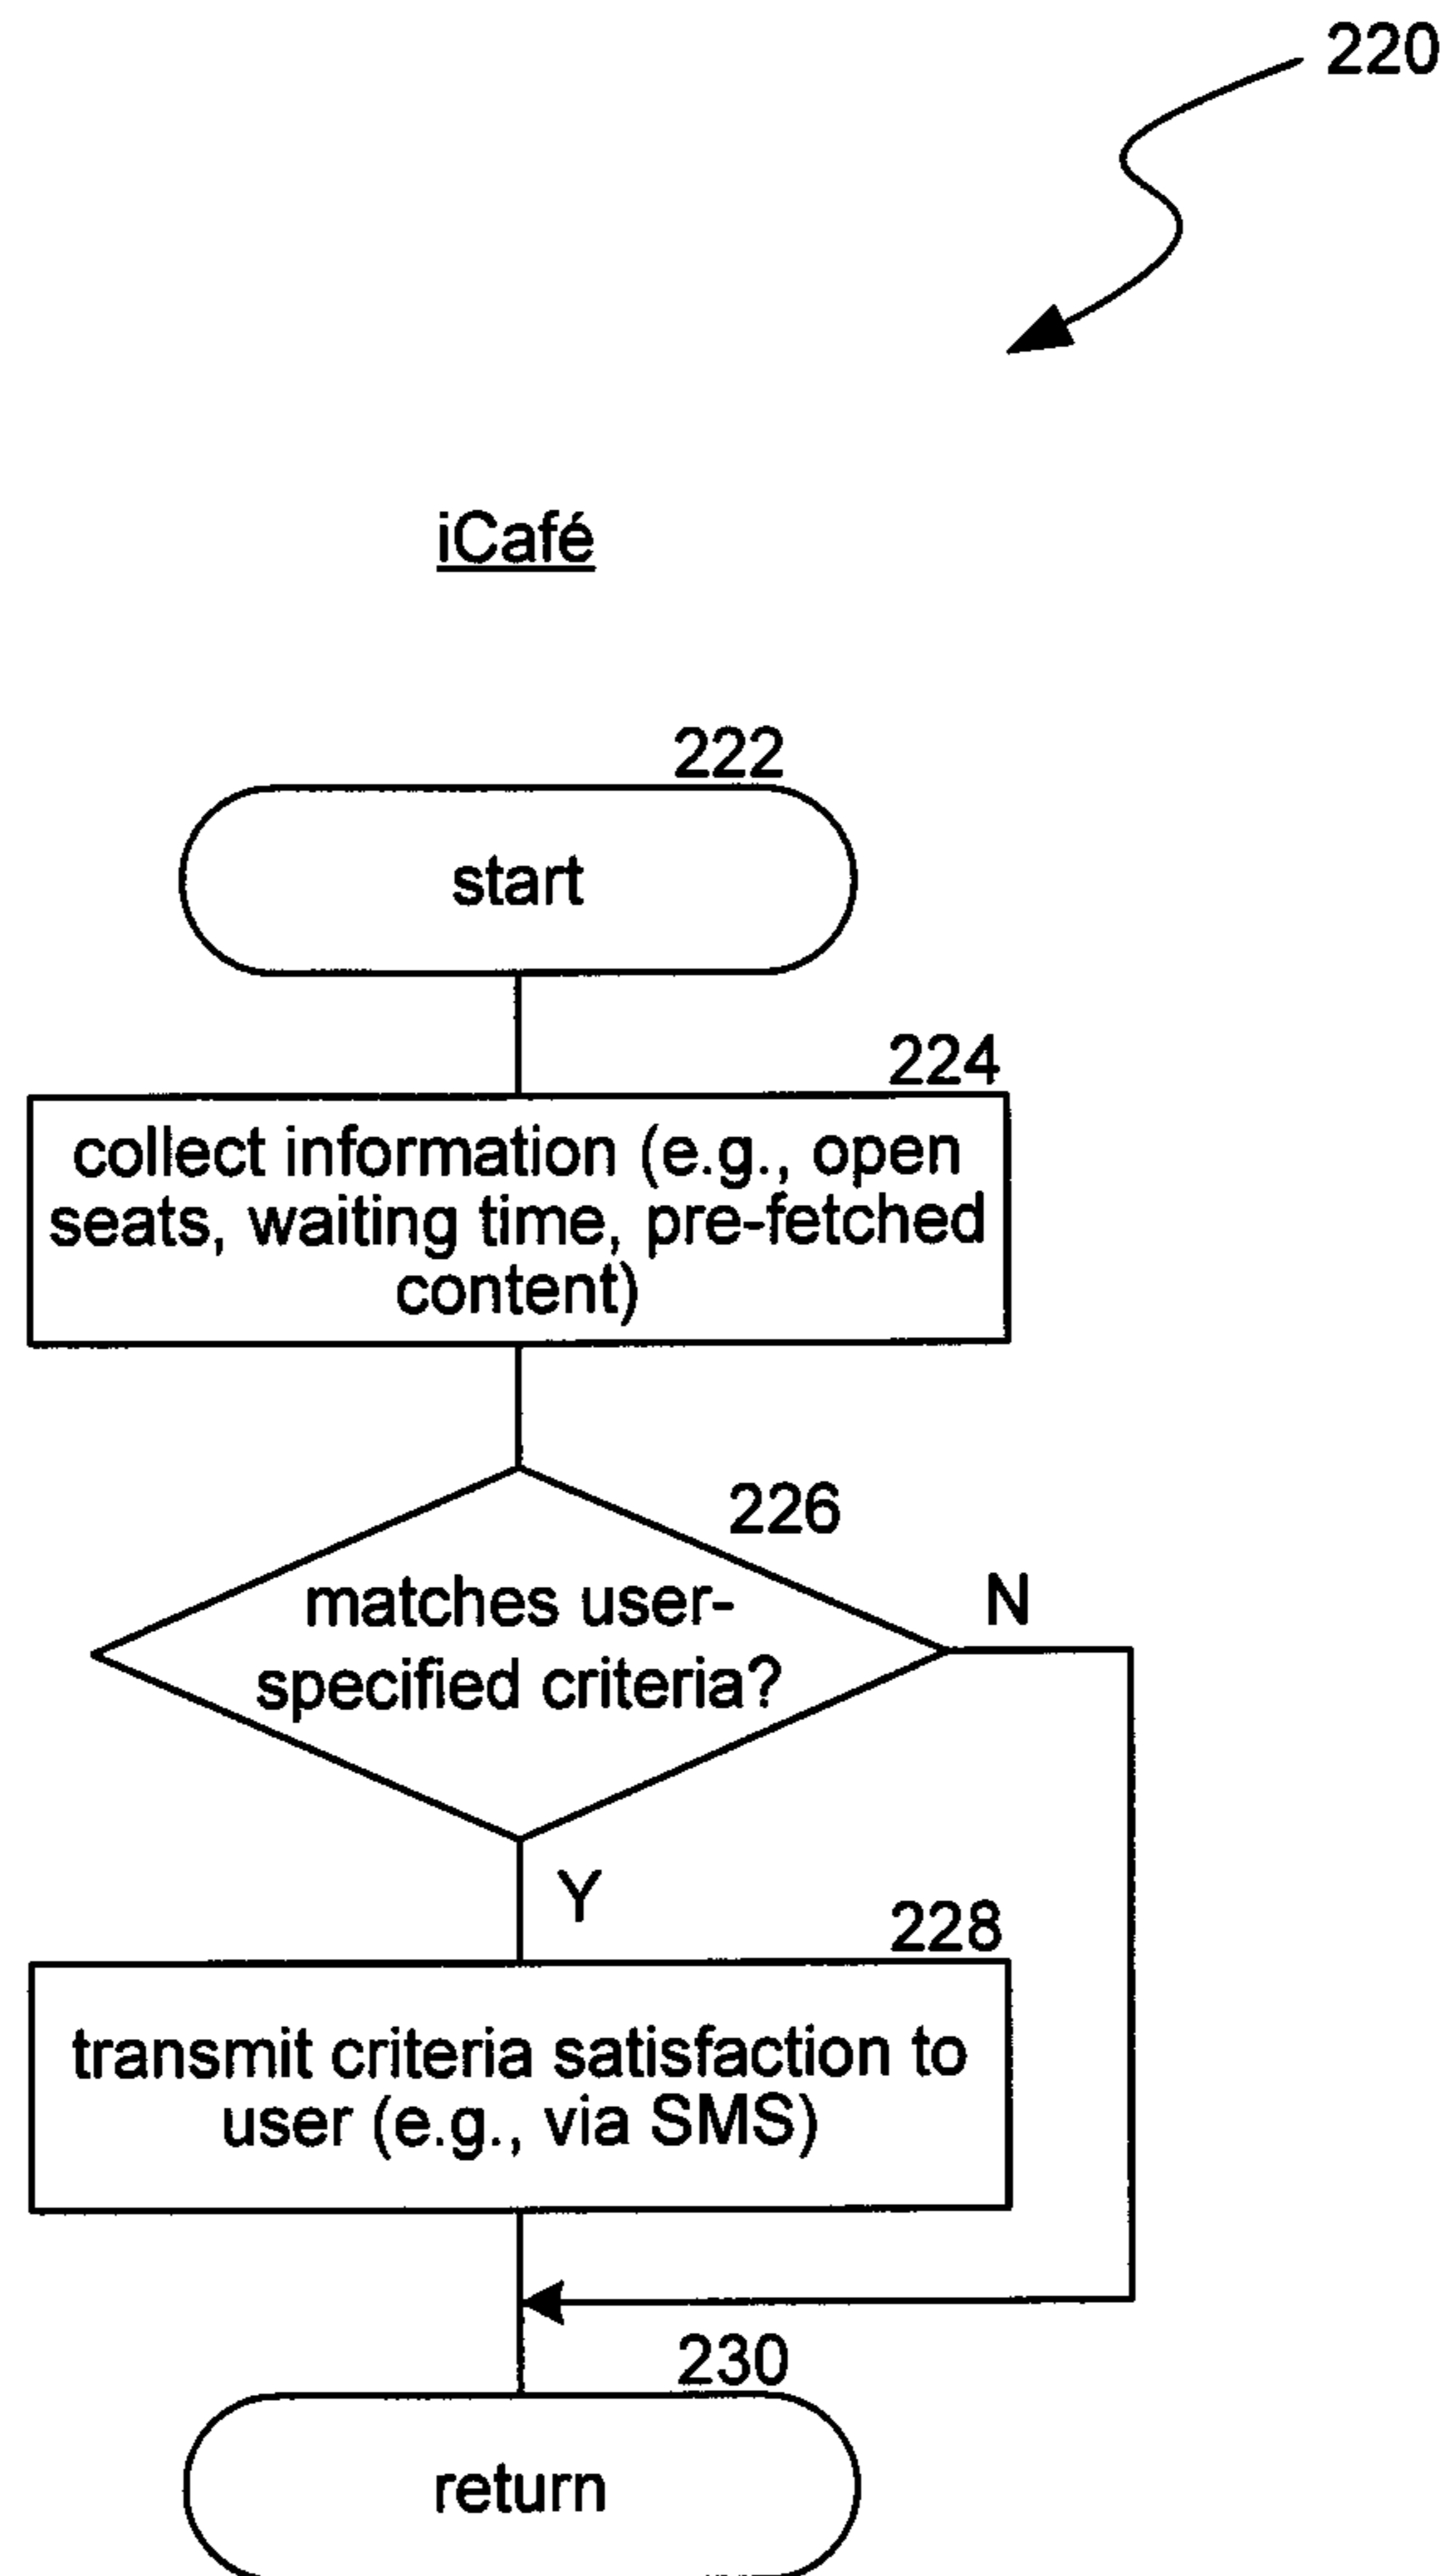 220
iCafé
222
start
224
collect information (e.g., open
seats, waiting time, pre-fetched
content)
226
matches user-
specified criteria?
N
Y
228
transmit criteria satisfaction to
user (e.g., via SMS)
230
return